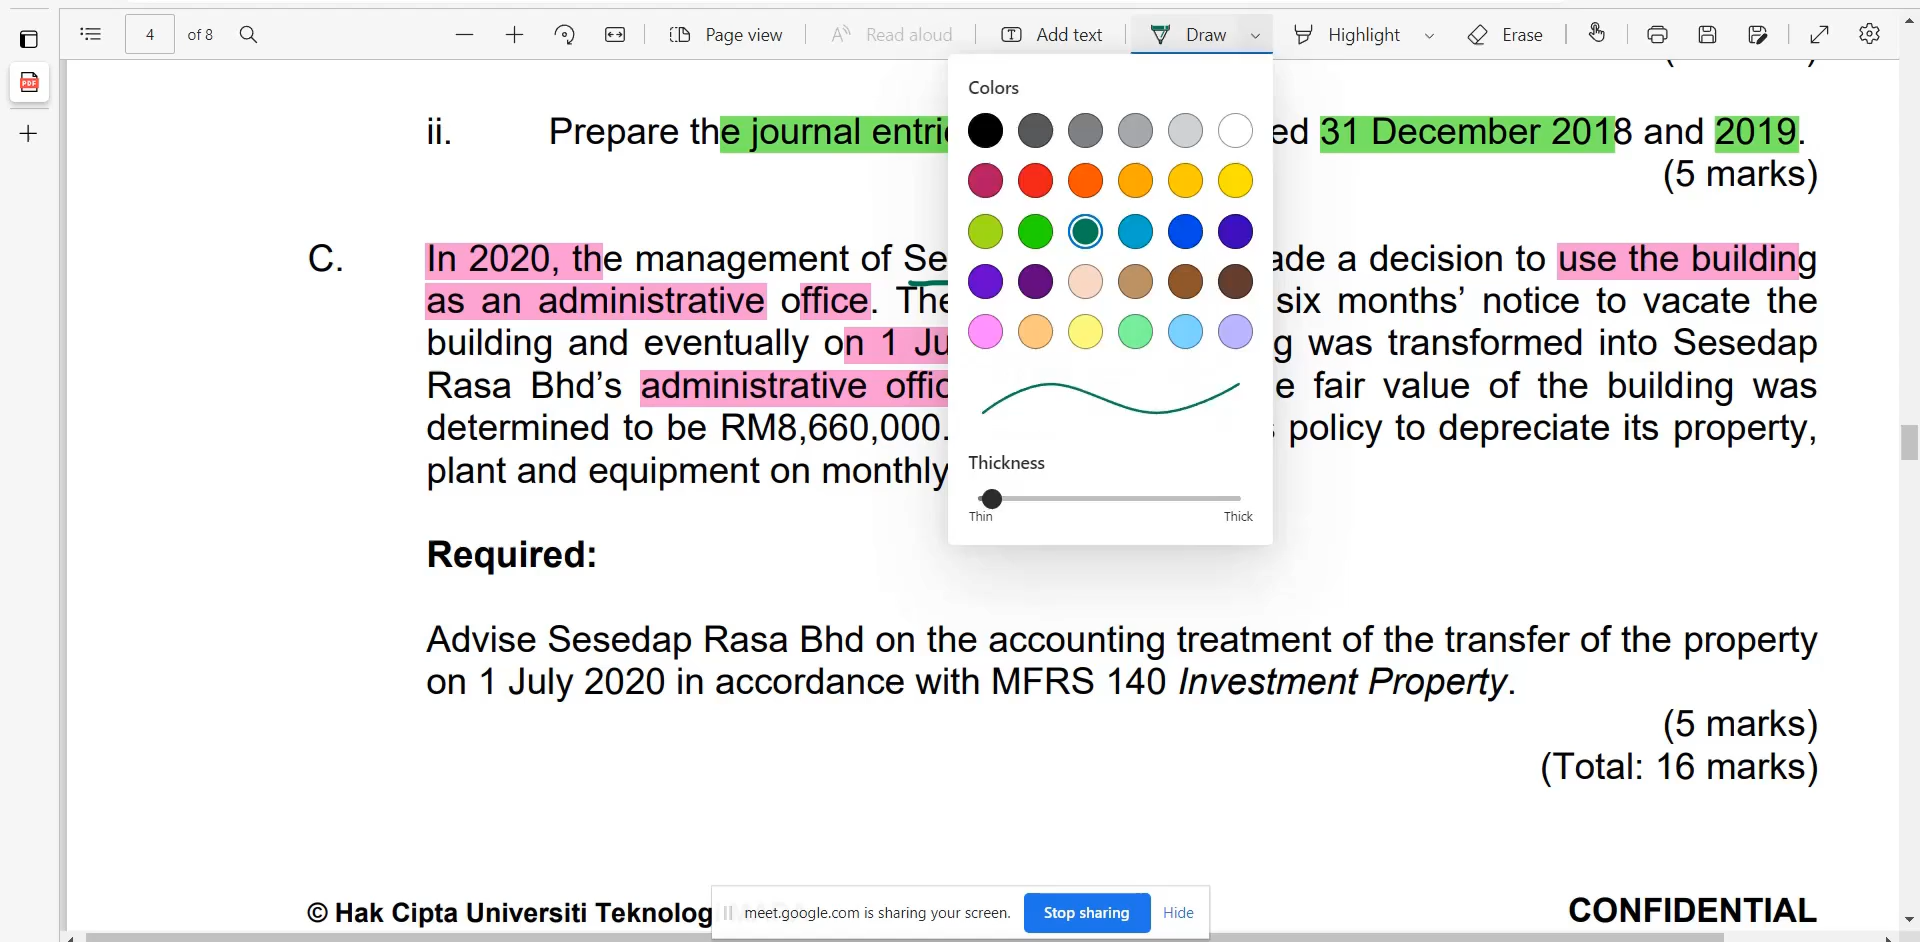 4 of 8 Page view Read aloud Add text Draw Highlight Erase
ii. Prepare the journal ed 31 December 2018 and 2019.
(5 marks)
C. In 2020, the management of ade a decision to use the building
as an administrative office. The six months’ notice to vacate the
building and eventually on 1 g was transformed into Sesedap
Rasa Bhd’s administrative e fair value of the building was
determined to be RM8,660,000. policy to depreciate its property,
plant and equipment on monthly
Colors
Thickness
Thin Thick
Required:
Advise Sesedap Rasa Bhd on the accounting treatment of the transfer of the property
on 1 July 2020 in accordance with MFRS 140 Investment Property.
(5 marks)
(Total: 16 marks)
© Hak Cipta Universiti Teknolog CONFIDENTIAL
meet.google.com is sharing your screen. Stop sharing Hide
PDF